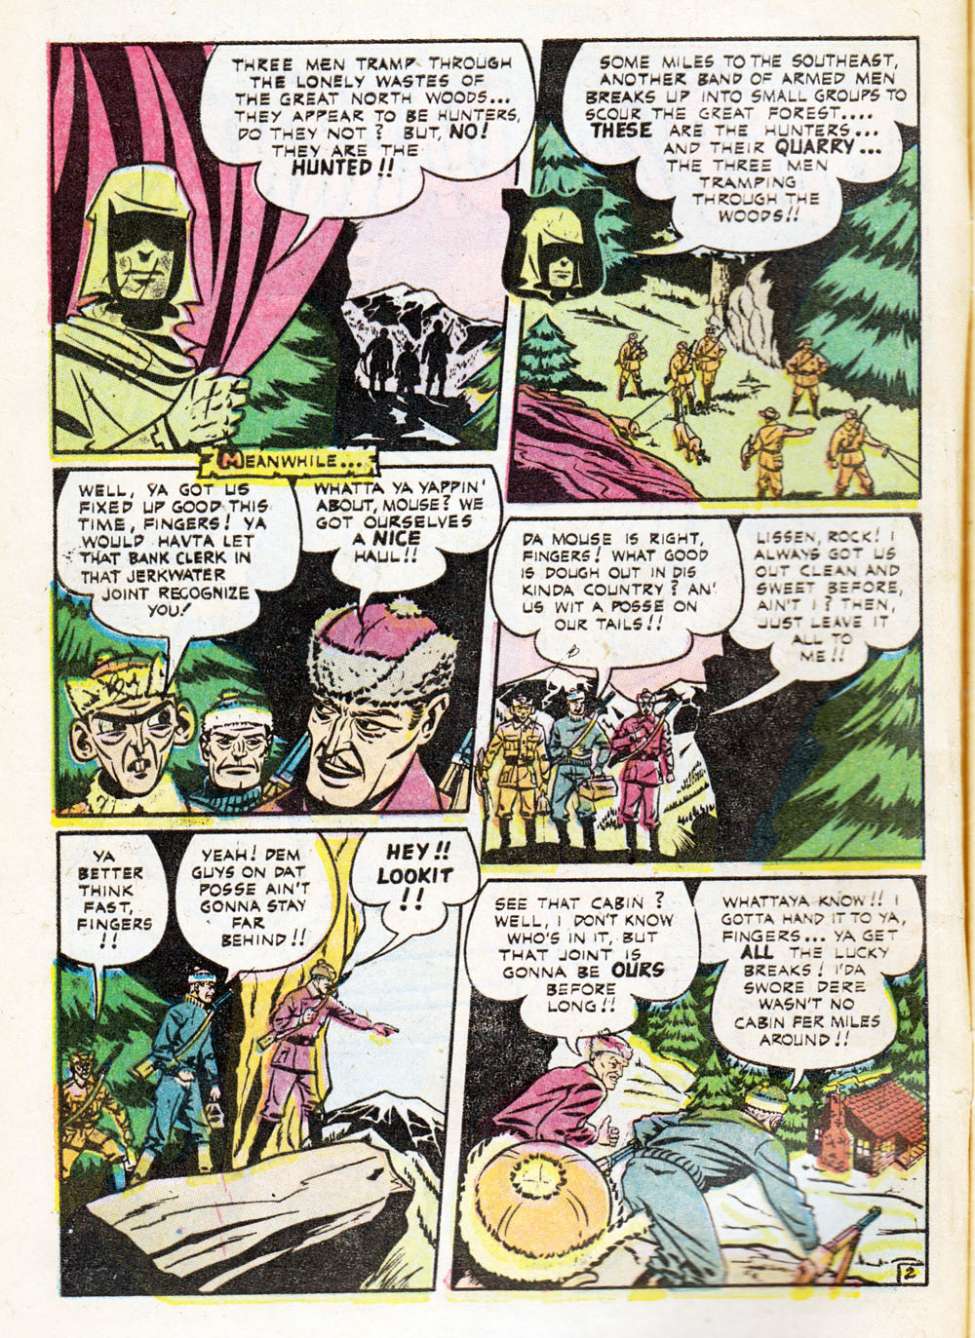 THREE MEN TRAMP THROUGH
THE LONELY WASTES OF
THE GREAT NORTH WOODS...
THEY APPEAR TO BE HUNTERS,
DO THEY NOT? BUT, NO!
THEY ARE THE
HUNTED!!
SOME MILES TO THE SOUTHEAST,
ANOTHER BAND OF ARMED MEN
BREAKS UP INTO SMALL GROUPS TO
SCOUR THE GREAT FOREST....
THESE ARE THE HUNTERS...
AND THEIR QUARRY...
THE THREE MEN
TRAMPING
THROUGH THE
WOODS!!
MEANWHILE...
WELL, YA GOT US
FIXED UP GOOD THIS
TIME, FINGERS! YA
WOULD HAVTA LET
THAT BANK CLERK IN
THAT JERKWATER
JOINT RECOGNIZE
YOU!
WHATTA YA YAPPIN'
ABOUT, MOUSE? WE
GOT OURSELVES
A NICE
HAUL!!
DA MOUSE IS RIGHT,
FINGERS! WHAT GOOD
IS DOUGH OUT IN DIS
KINDA COUNTRY? AN'
US WIT A POSSE ON
OUR TAILS!!
LISSEN, ROCK! I
ALWAYS GOT US
OUT CLEAN AND
SWEET BEFORE,
AIN'T I? THEN,
JUST LEAVE IT
ALL TO
ME!!
YA
BETTER
THINK
FAST,
FINGERS
!!
YEAH! DEM
GUYS ON DAT
POSSE AIN'T
GONNA STAY
FAR
BEHIND!!
HEY!!
LOOKIT
!!
SEE THAT CABIN?
WELL, I DON'T KNOW
WHO'S IN IT, BUT
THAT JOINT IS
GONNA BE OURS
BEFORE
LONG!!
WHATTAYA KNOW!! I
GOTTA HAND IT TO YA,
FINGERS... YA GET
ALL THE LUCKY
BREAKS! I'DA
SWORE DERE
WASN'T NO
CABIN FER MILES
AROUND!!
2